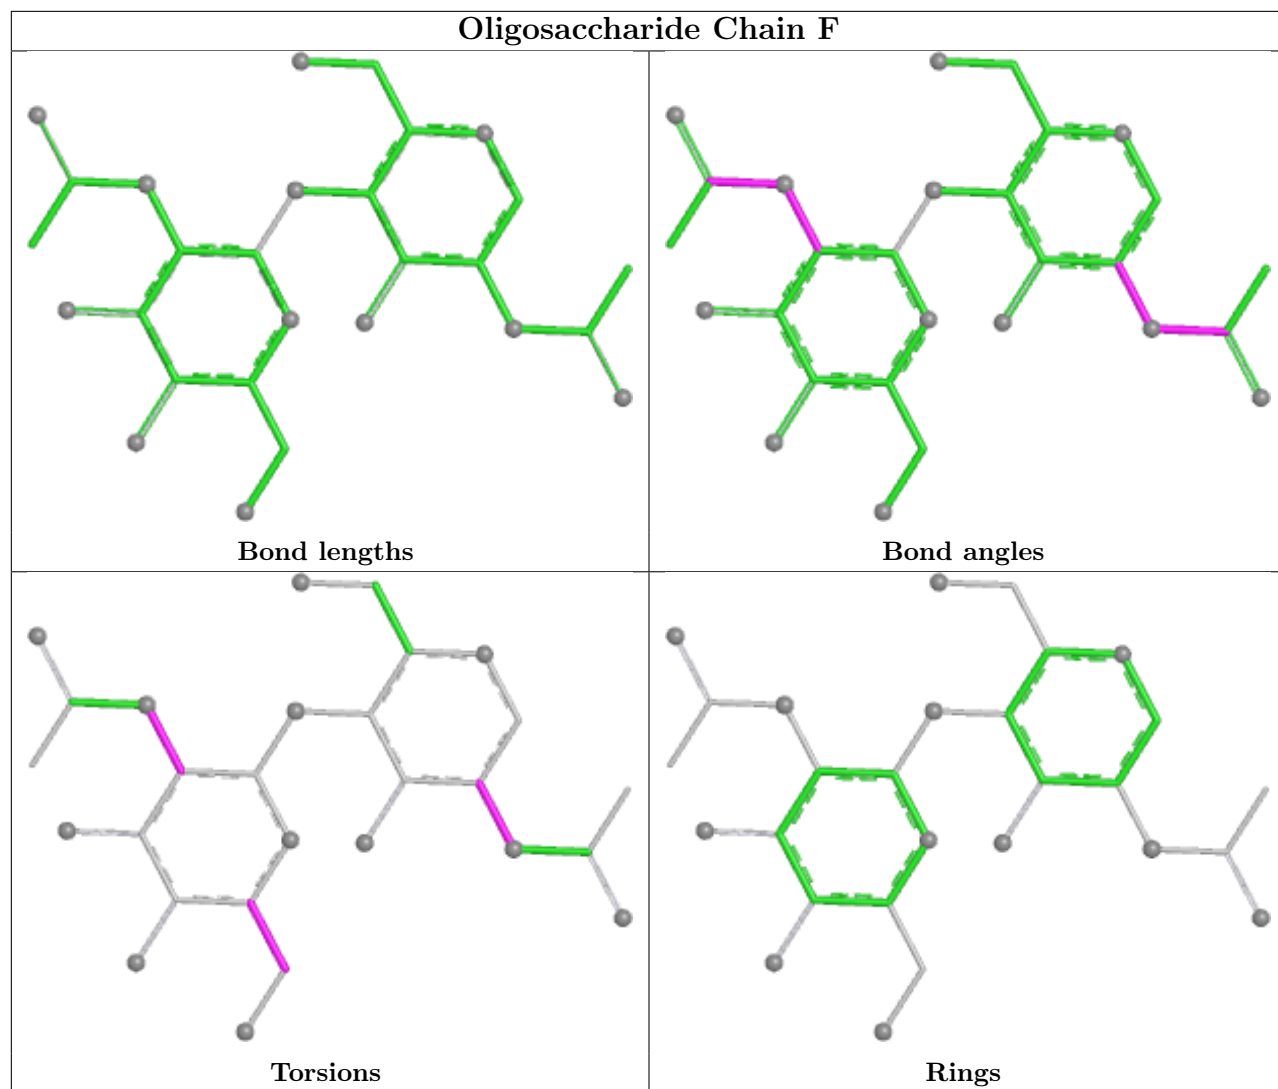 Oligosaccharide Chain F
Bond lengths
Bond angles
Torsions
Rings